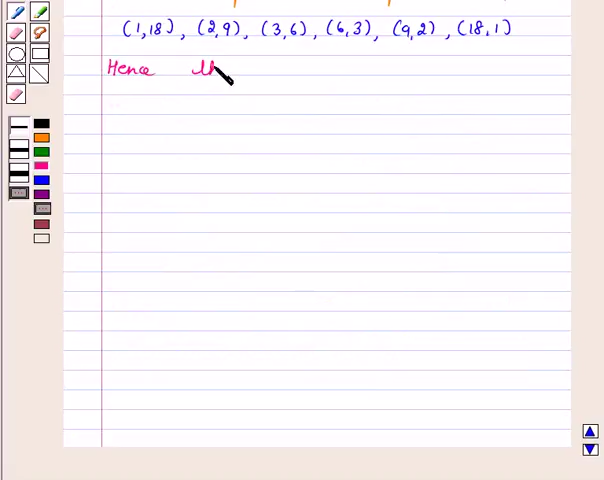 (1,18), (2,9), (3,6), (6,3), (9,2), (18,1)
Hence